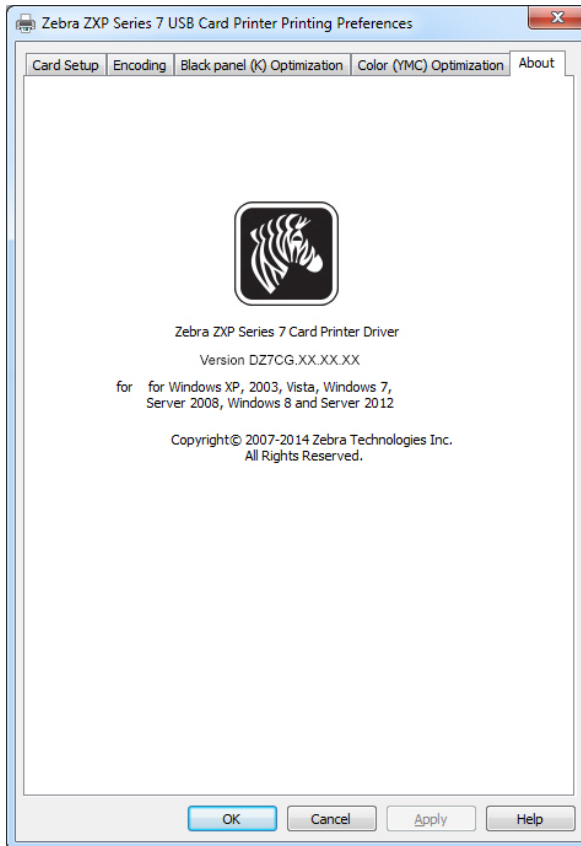 Zebra ZXP Series 7 USB Card Printer Printing Preferences
Card Setup Encoding Black panel (K) Optimization Color (YMC) Optimization About
Zebra ZXP Series 7 Card Printer Driver
Version DZ7CG.XX.XX.XX
for for Windows XP, 2003, Vista, Windows 7,
Server 2008, Windows 8 and Server 2012
Copyright© 2007-2014 Zebra Technologies Inc.
All Rights Reserved.
OK Cancel Apply Help